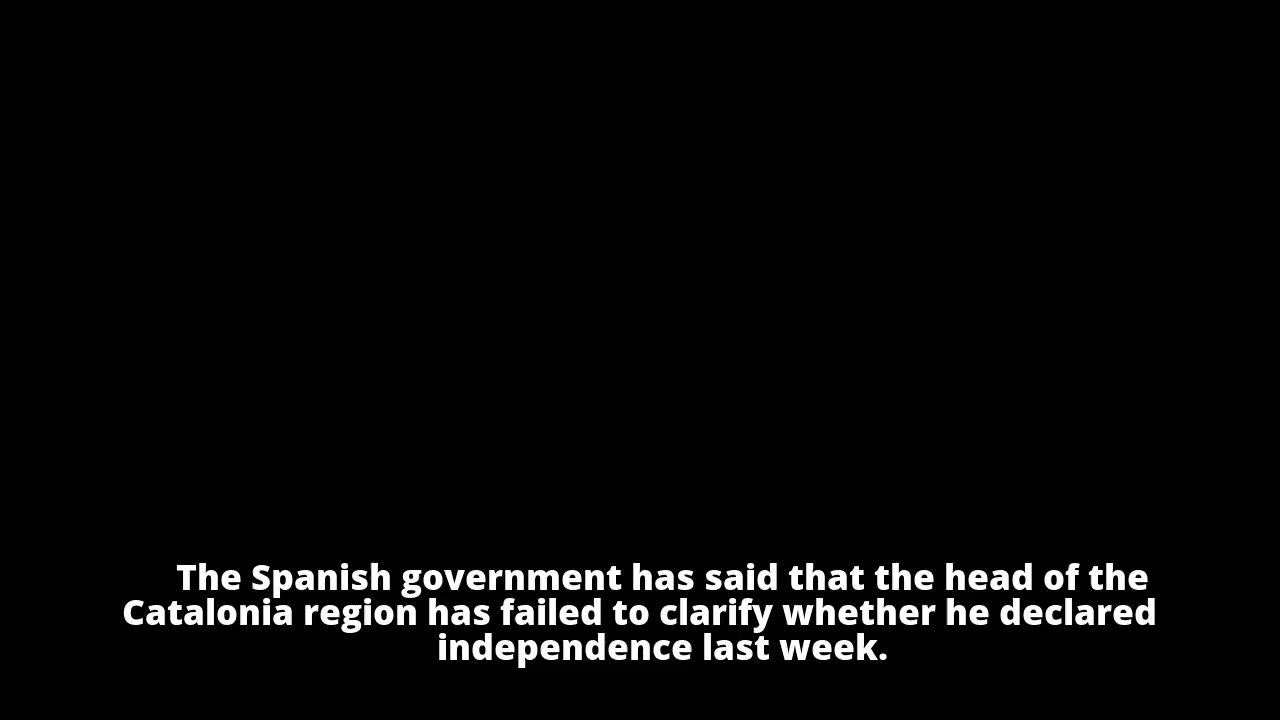 The Spanish government has said that the head of the
Catalonia region has failed to clarify whether he declared
independence last week.